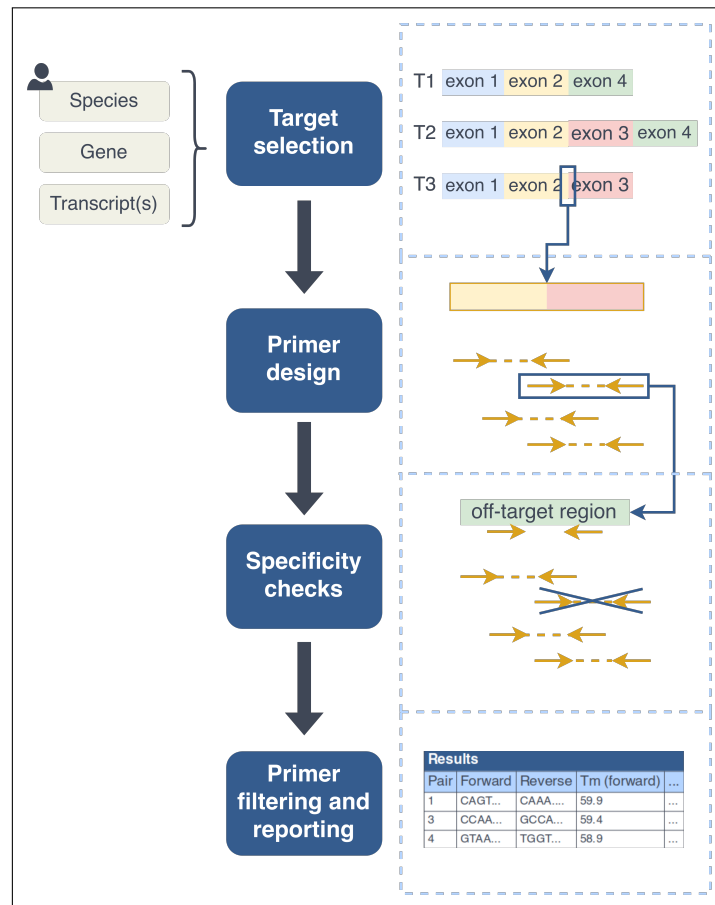 Species
Gene
Transcript(s)
Target
selection
T1 exon 1 exon 2 exon 4
T2 exon 1 exon 2 exon 3 exon 4
T3 exon 1 exon 2 exon 3
Primer
design
off-target region
Specificity
checks
Primer
filtering and
reporting
Results
Pair Forward Reverse Tm (forward) ...
1 CAGT... CAAA.... 59.9 ...
3 CCAA... GCCA... 59.4 ...
4 GTAA... TGGT... 58.9 ...